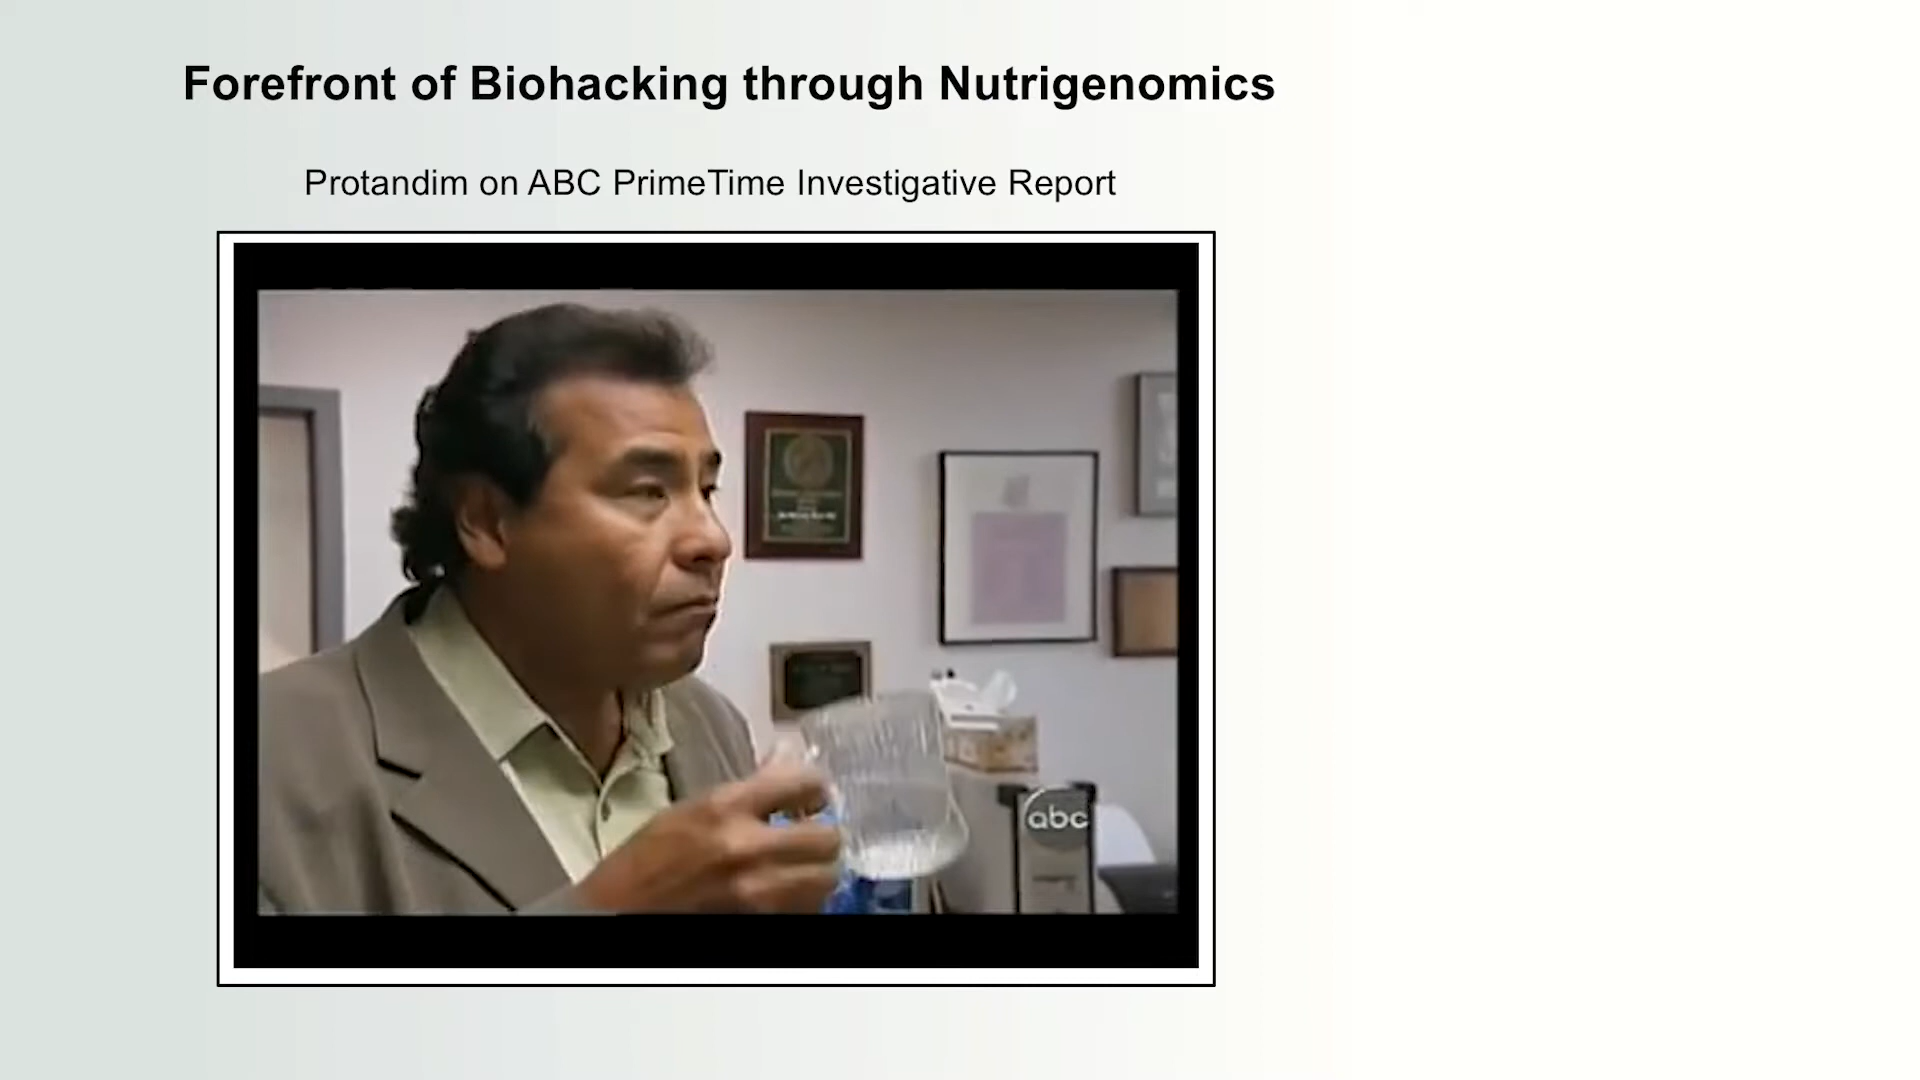 Forefront of Biohacking through Nutrigenomics
Protandim on ABC PrimeTime Investigative Report
abc